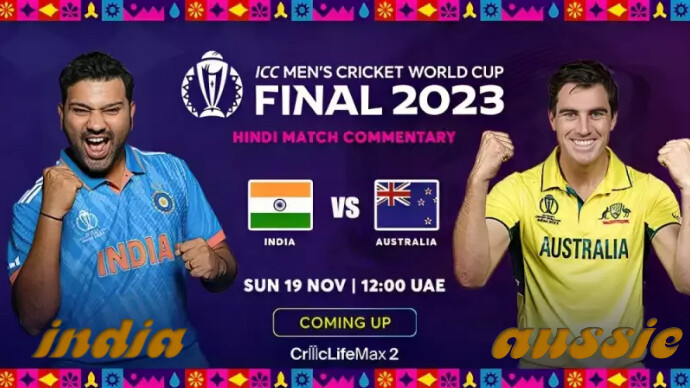 ICC MEN'S CRICKET WORLD CUP
FINAL 2023
HINDI MATCH COMMENTARY
VS
INDIA
AUSTRALIA
INDIA
AUSTRALIA
SUN 19 NOV | 12:00 UAE
COMING UP
CricLifeMax 2
india
aussie